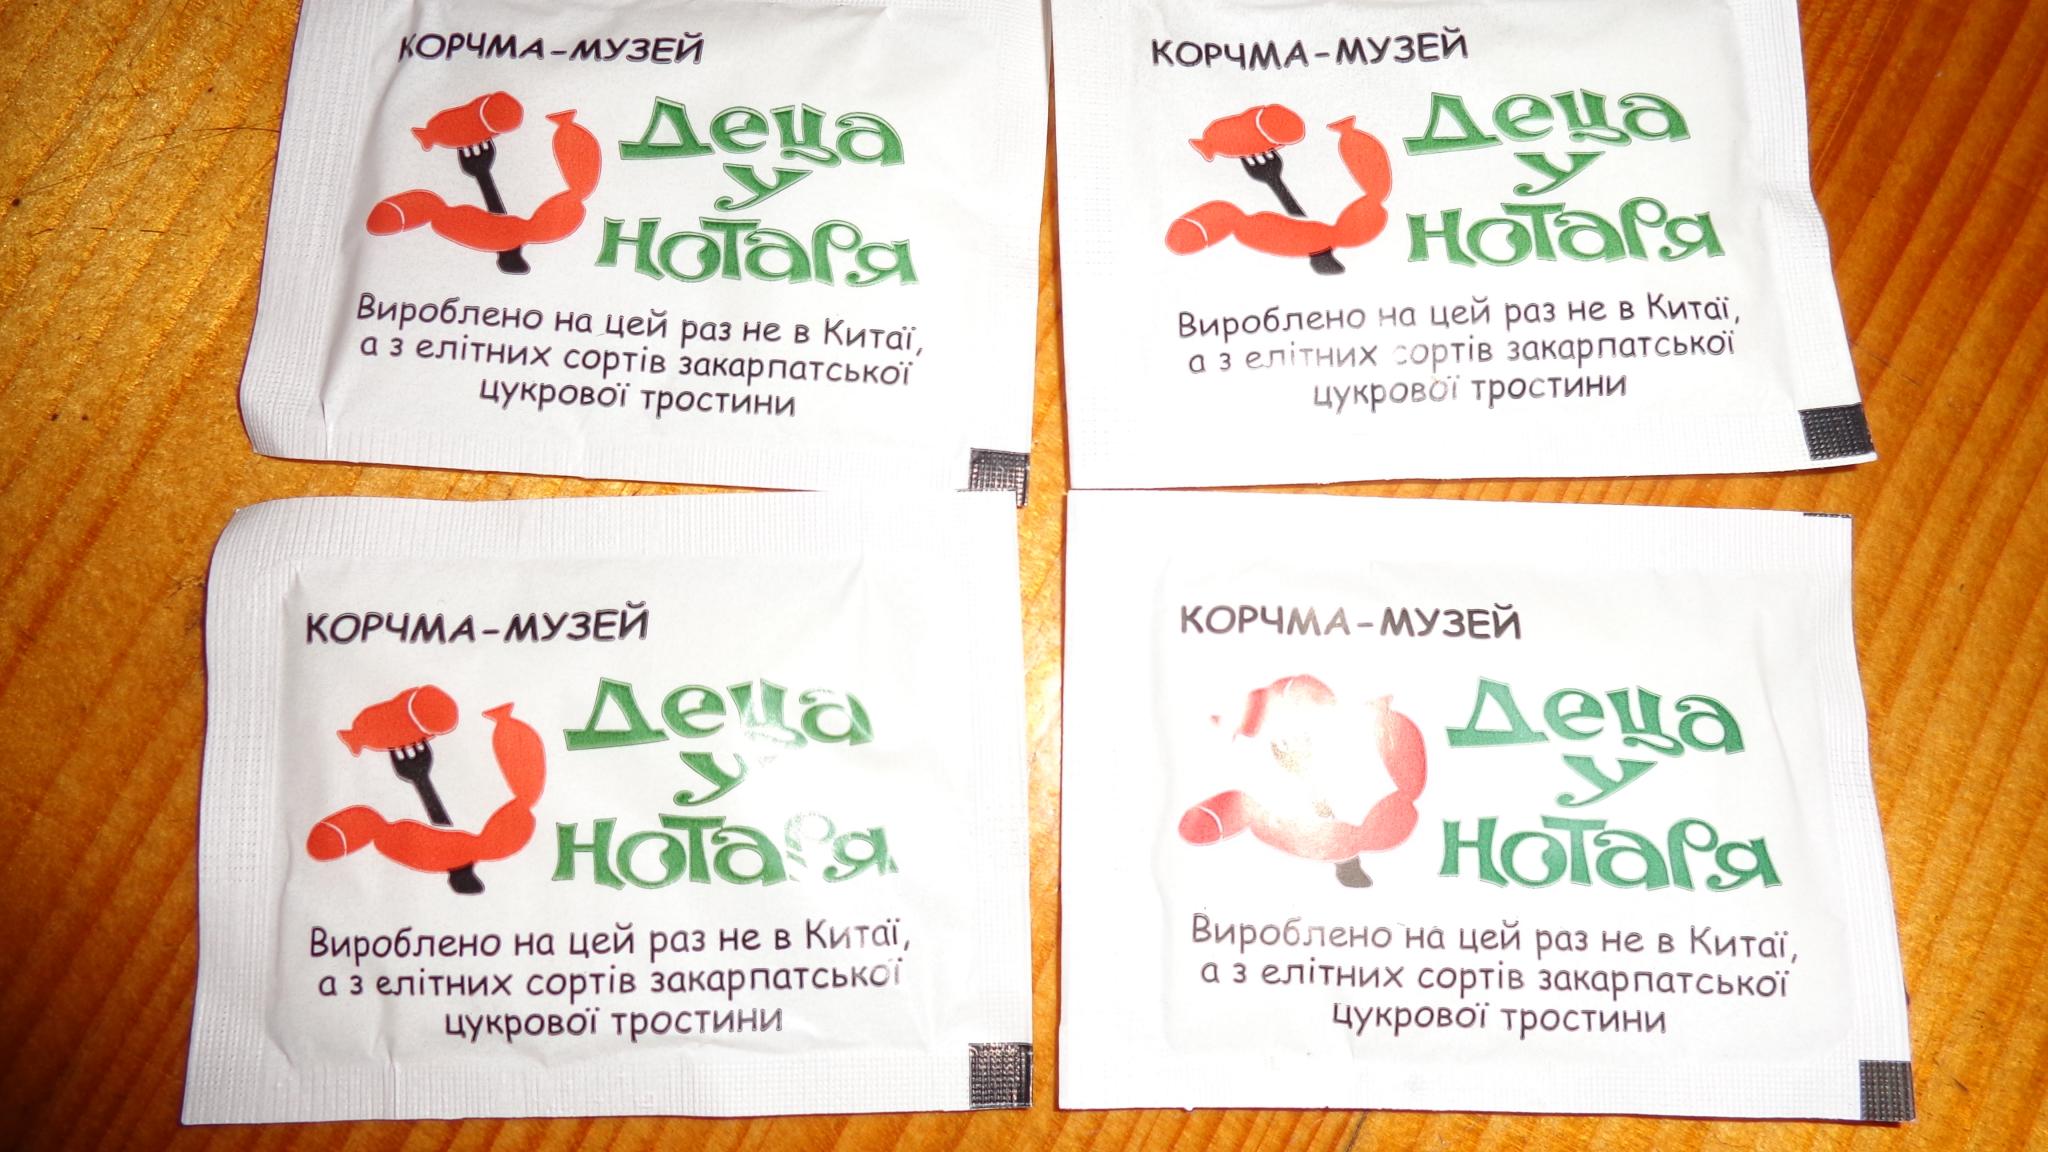 КОРЧМА-МУЗЕЙ
Деца
у
Нотаря
Вироблено на цей раз не в Китаї,
а з елітних сортів закарпатської
цукрової тростини
КОРЧМА-МУЗЕЙ
Деца
у
Нотаря
Вироблено на цей раз не в Китаї,
а з елітних сортів закарпатської
цукрової тростини
КОРЧМА-МУЗЕЙ
Деца
у
Нотаря
Вироблено на цей раз не в Китаї,
а з елітних сортів закарпатської
цукрової тростини
КОРЧМА-МУЗЕЙ
Деца
у
Нотаря
Вироблено на цей раз не в Китаї,
а з елітних сортів закарпатської
цукрової тростини